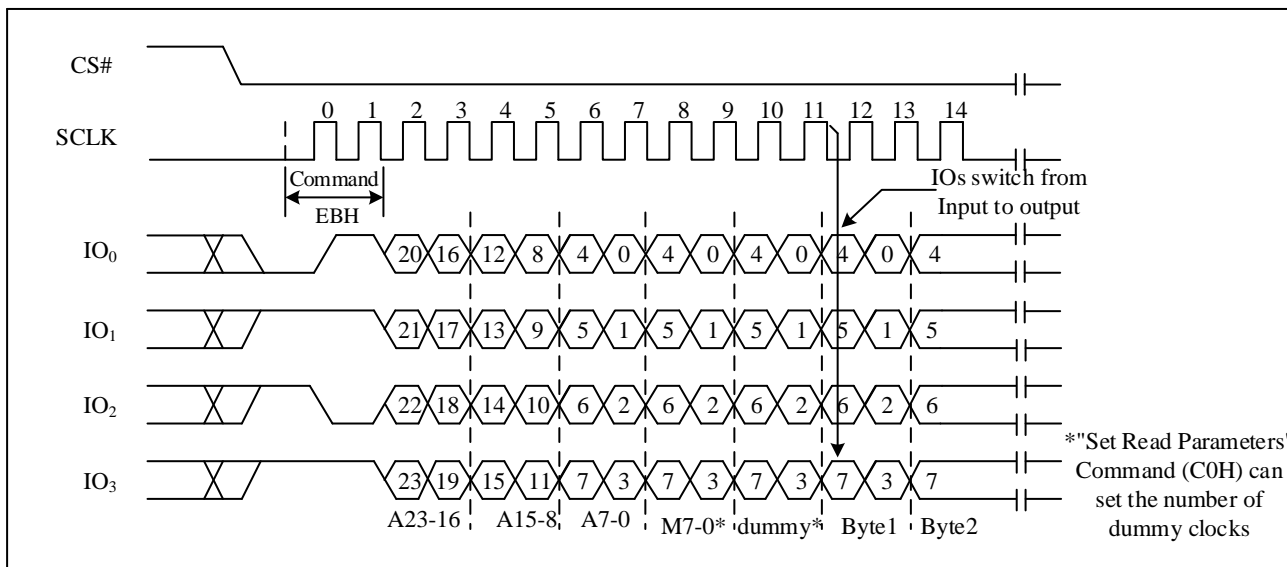 CS#
0 1 2 3 4 5 6 7 8 9 10 11 12 13 14
SCLK
Command
EBH
IOs switch from
Input to output
IO0 20 16 12 8 4 0 4 0 4 0 4 0 4
IO1 21 17 13 9 5 1 5 1 5 1 5 1 5
IO2 22 18 14 10 6 2 6 2 6 2 6 2 6
IO3 23 19 15 11 7 3 7 3 7 3 7 3 7
A23-16 A15-8 A7-0 M7-0* dummy* Byte1 Byte2
*"Set Read Parameters"
Command (C0H) can
set the number of
dummy clocks